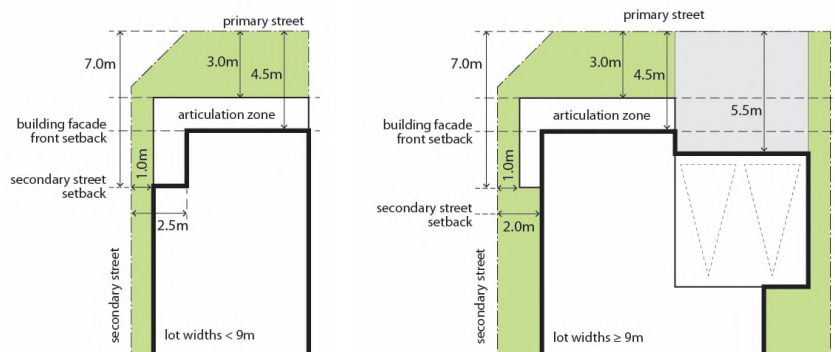 primary street
7.0m
3.0m
4.5m
articulation zone
building facade
front setback
1.0m
secondary street
setback
2.5m
secondary street
lot widths < 9m
primary street
7.0m
3.0m
4.5m
5.5m
articulation zone
building facade
front setback
1.0m
secondary street
setback
2.0m
secondary street
lot widths ≥ 9m